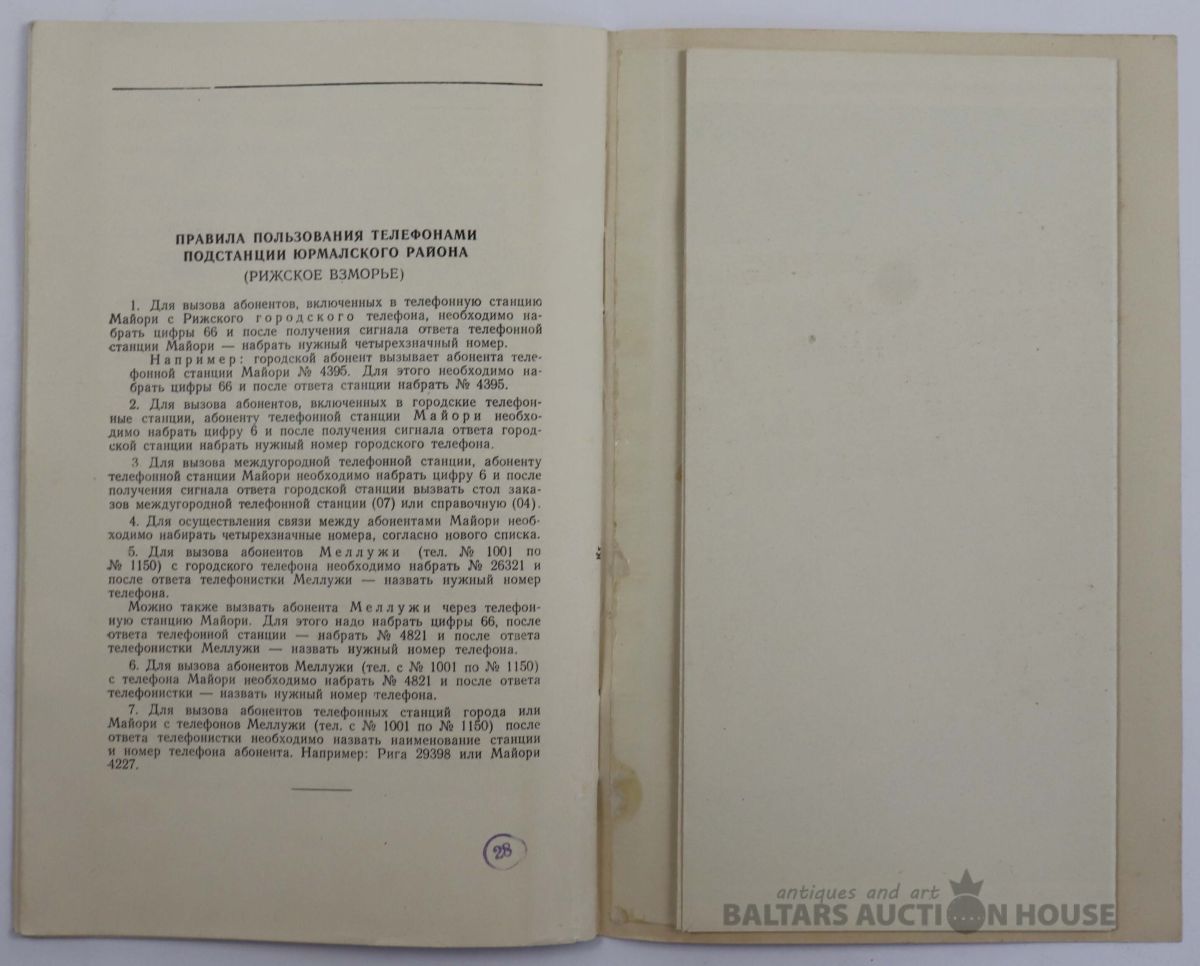 ПРАВИЛА ПОЛЬЗОВАНИЯ ТЕЛЕФОНАМИ
ПОДСТАНЦИИ ЮРМАЛСКОГО РАЙОНА
(РИЖСКОЕ ВЗМОРЬЕ)
1. Для вызова абонентов, включенных в телефонную станцию
Майори с Рижского городского телефона, необходимо на-
брать цифры 66 и после получения сигнала ответа телефонной
станции Майори — набрать нужный четырехзначный номер.
Например: городской абонент вызывает абонента теле-
фонной станции Майори № 4395. Для этого необходимо на-
брать цифры 66 и после ответа станции набрать № 4395.
2. Для вызова абонентов, включенных в городские телефон-
ные станции, абоненту телефонной станции Майори необхо-
димо набрать цифру 6 и после получения сигнала ответа город-
ской станции набрать нужный номер городского телефона.
3. Для вызова междугородной телефонной станции, абоненту
телефонной станции Майори необходимо набрать цифру 6 и после
получения сигнала ответа городской станции вызвать стол зака-
зов междугородной телефонной станции (07) или справочную (04).
4. Для осуществления связи между абонентами Майори необ-
ходимо набирать четырехзначные номера, согласно нового списка.
5. Для вызова абонентов Меллужи (тел. № 1001 по
№ 1150) с городского телефона необходимо набрать № 26321 и
после ответа телефонистки Меллужи — назвать нужный номер
телефона.
Можно также вызвать абонента Меллужи через телефон-
ную станцию Майори. Для этого надо набрать цифры 66, после
ответа телефонной станции — набрать № 4821 и после ответа
телефонистки Меллужи — назвать нужный номер телефона.
6. Для вызова абонентов Меллужи (тел. с № 1001 по № 1150)
с телефона Майори необходимо набрать № 4821 и после ответа
телефонистки — назвать нужный номер телефона.
7. Для вызова абонентов телефонных станций города или
Майори с телефонов Меллужи (тел. с № 1001 по № 1150) после
ответа телефонистки необходимо назвать наименование станции
и номер телефона абонента. Например: Рига 29398 или Майори
4227.
28
antiques and art
BALTARS AUCTION HOUSE